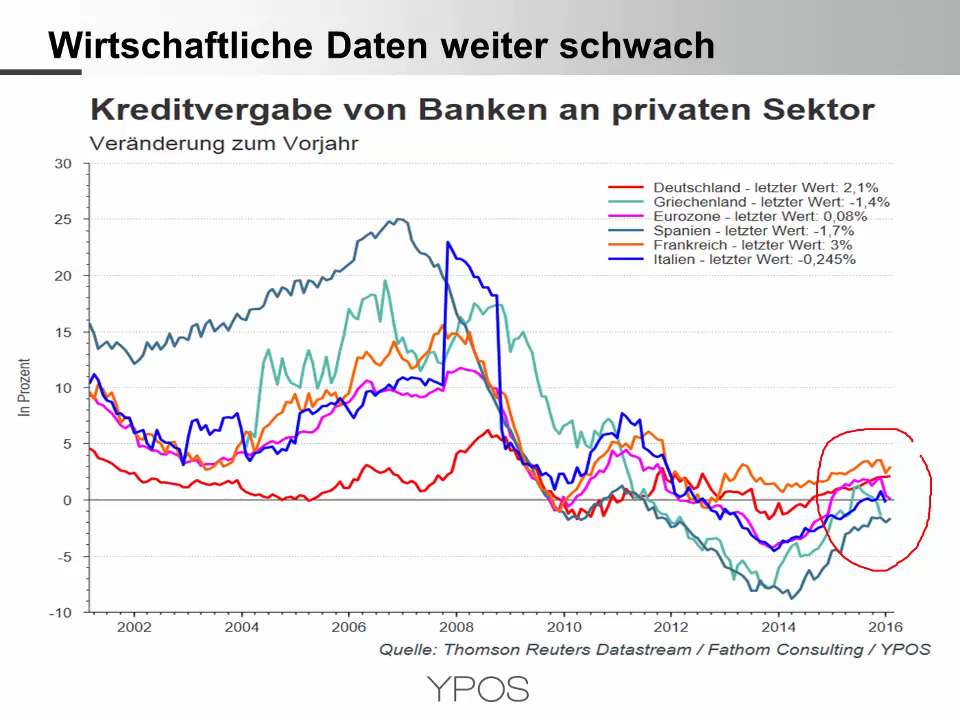 Wirtschaftliche Daten weiter schwach
Kreditvergabe von Banken an privaten Sektor
Veränderung zum Vorjahr
In Prozent
30
25
20
15
10
5
0
-5
-10
Deutschland - letzter Wert: 2,1%
Griechenland - letzter Wert: -1,4%
Eurozone - letzter Wert: 0,08%
Spanien - letzter Wert: -1,7%
Frankreich - letzter Wert: 3%
Italien - letzter Wert: -0,245%
2002 2004 2006 2008 2010 2012 2014 2016
Quelle: Thomson Reuters Datastream / Fathom Consulting / YPOS
YPOS